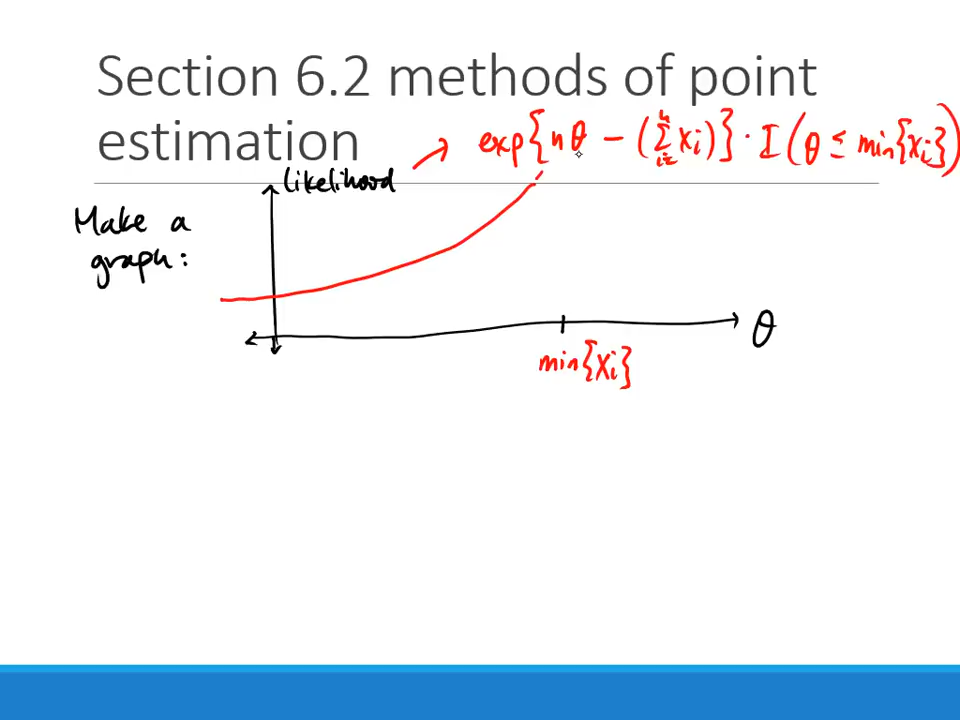 Section 6.2 methods of point
estimation
exp{nθ − (∑ᵢ₌ⁿ xᵢ)} · I(θ ≤ min{xᵢ})
likelihood
Make a
graph:
θ
min{xᵢ}